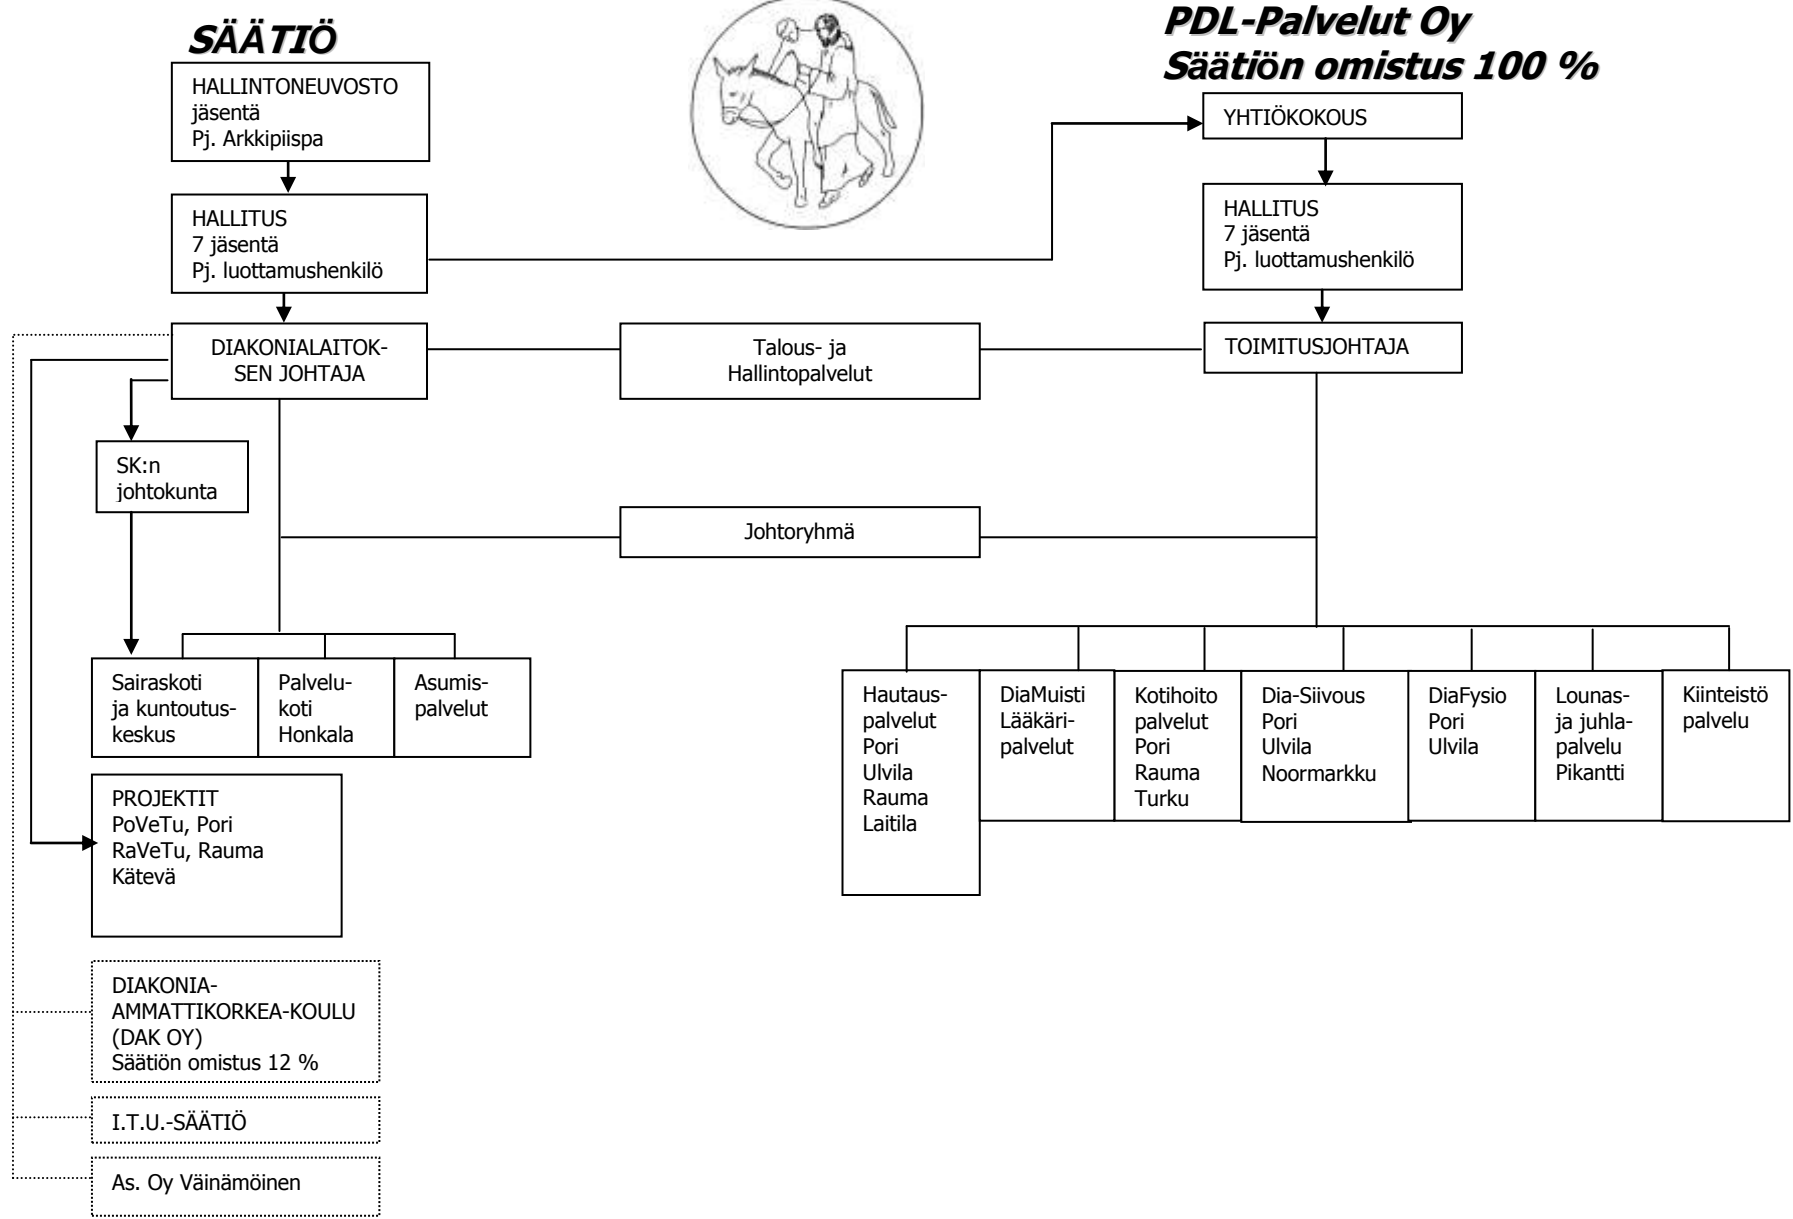 SÄÄTIÖ
HALLINTONEUVOSTO
jäsentä
Pj. Arkkipiispa
HALLITUS
7 jäsentä
Pj. luottamushenkilö
DIAKONIALAITOK-
SEN JOHTAJA
SK:n
johtokunta
Sairaskoti
ja kuntoutus-
keskus
Palvelu-
koti
Honkala
Asumis-
palvelut
PROJEKTIT
PoVeTu, Pori
RaVeTu, Rauma
Kätevä
DIAKONIA-
AMMATTIKORKEA-KOULU
(DAK OY)
Säätiön omistus 12 %
I.T.U.-SÄÄTIÖ
As. Oy Väinämöinen
Talous- ja
Hallintopalvelut
Johtoryhmä
PDL-Palvelut Oy
Säätiön omistus 100 %
YHTIÖKOKOUS
HALLITUS
7 jäsentä
Pj. luottamushenkilö
TOIMITUSJOHTAJA
Hautaus-
palvelut
Pori
Ulvila
Rauma
Laitila
DiaMuisti
Lääkäri-
palvelut
Kotihoito
palvelut
Pori
Rauma
Turku
Dia-Siivous
Pori
Ulvila
Noormarkku
DiaFysio
Pori
Ulvila
Lounas-
ja juhla-
palvelu
Pikantti
Kiinteistö
palvelu